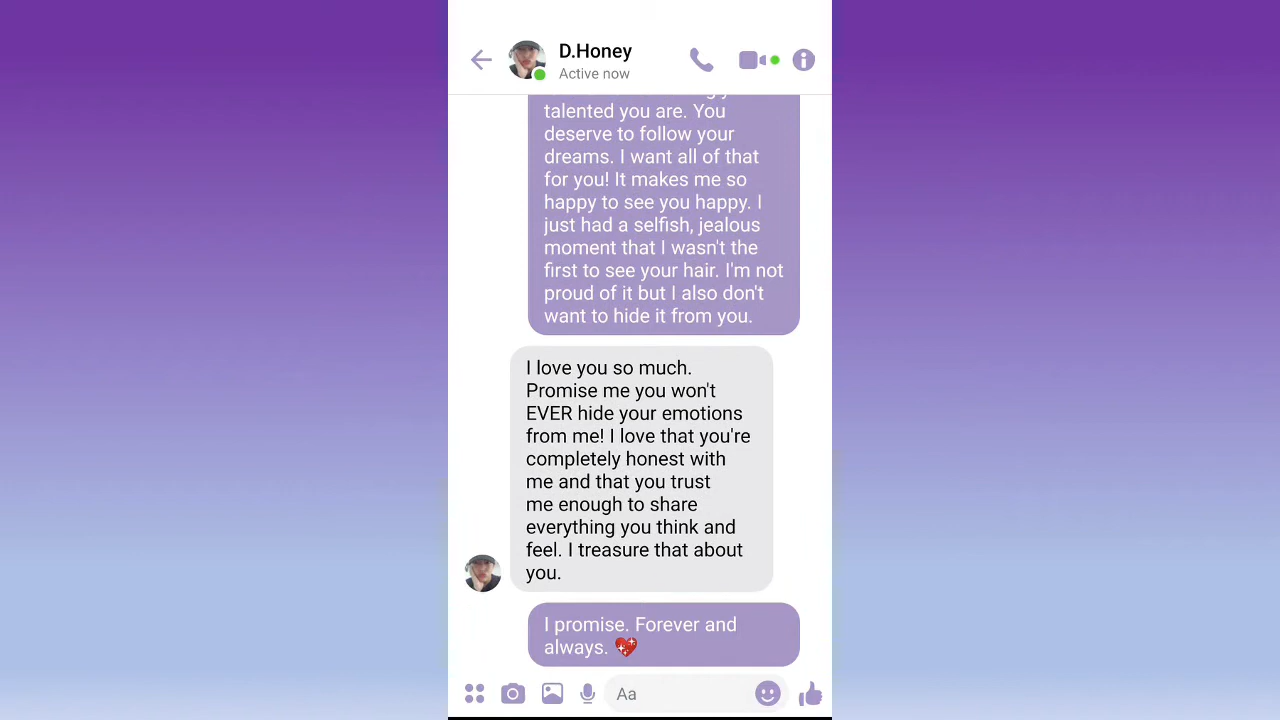 D.Honey
Active now
talented you are. You
deserve to follow your
dreams. I want all of that
for you! It makes me so
happy to see you happy. I
just had a selfish, jealous
moment that I wasn't the
first to see your hair. I'm not
proud of it but I also don't
want to hide it from you.
I love you so much.
Promise me you won't
EVER hide your emotions
from me! I love that you're
completely honest with
me and that you trust
me enough to share
everything you think and
feel. I treasure that about
you.
I promise. Forever and
always. 💖
Aa